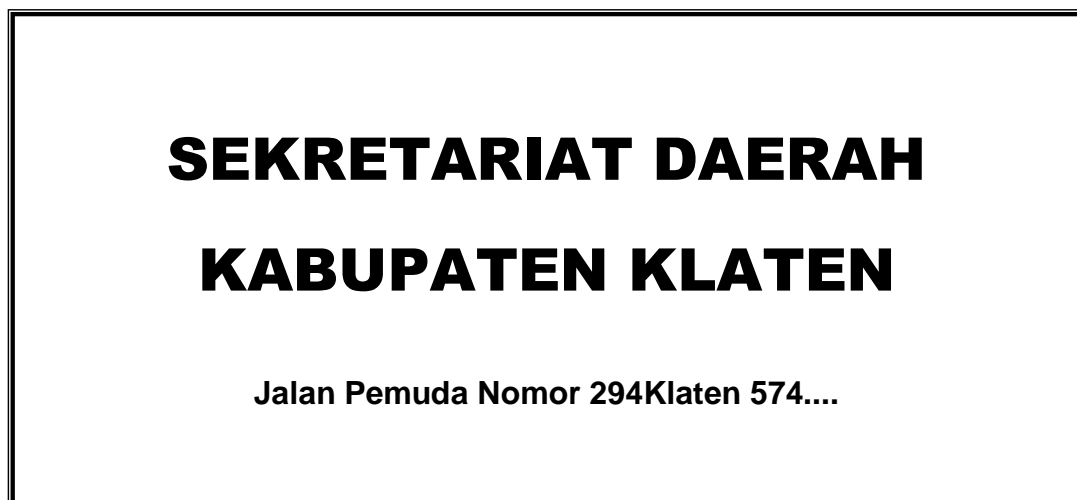 SEKRETARIAT DAERAH
KABUPATEN KLATEN
Jalan Pemuda Nomor 294Klaten 574....